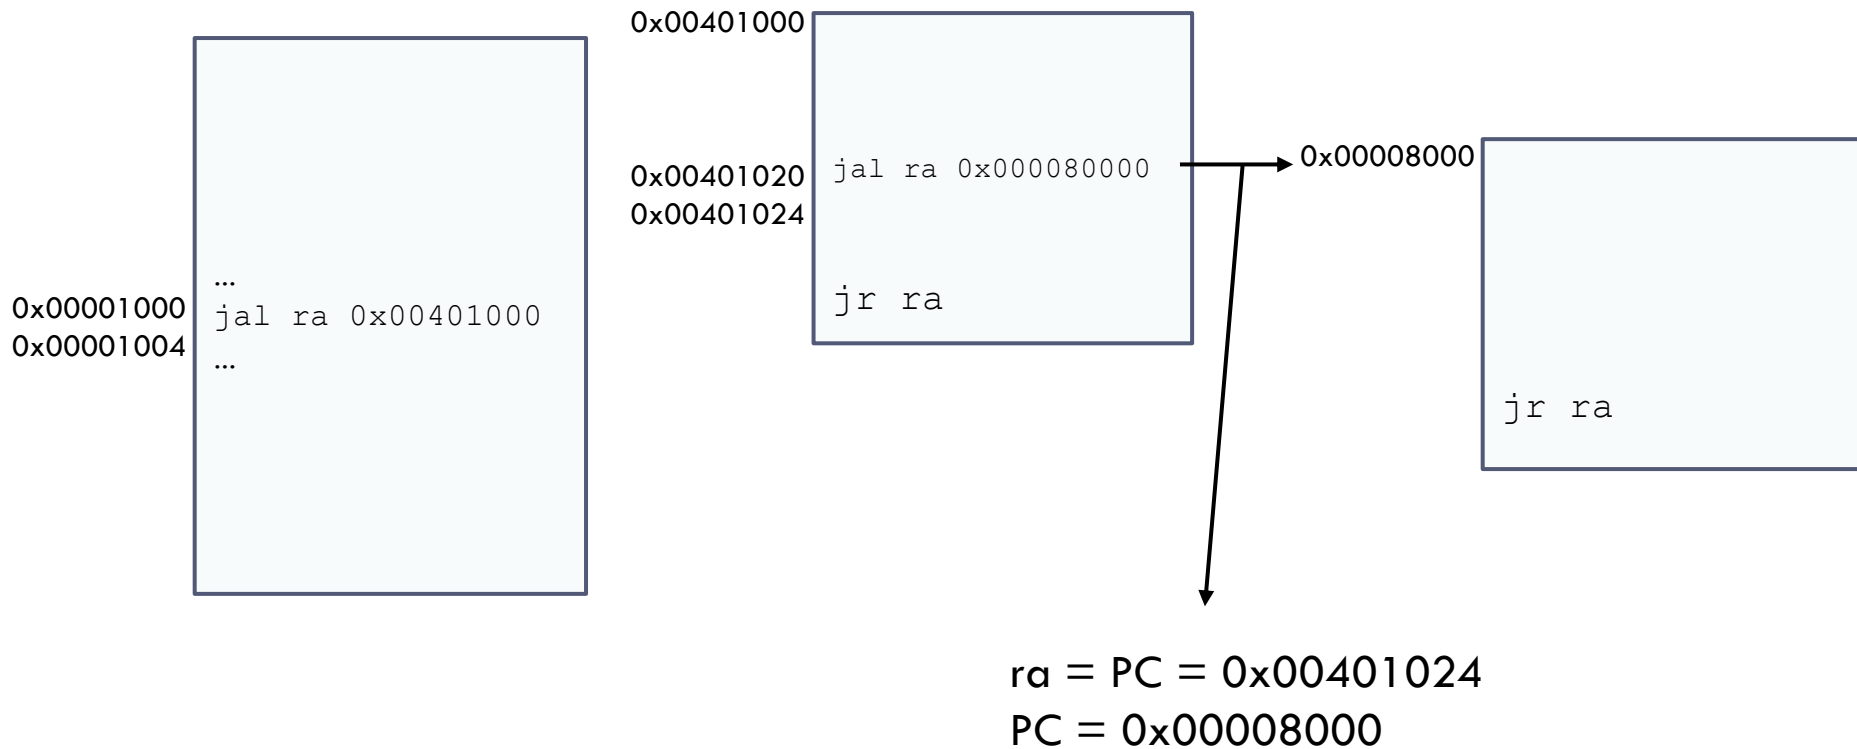 0x00001000
0x00001004
...
jal ra 0x00401000
...
0x00401000
0x00401020
0x00401024
jal ra 0x000080000
jr ra
0x00008000
jr ra
ra = PC = 0x00401024
PC = 0x00008000